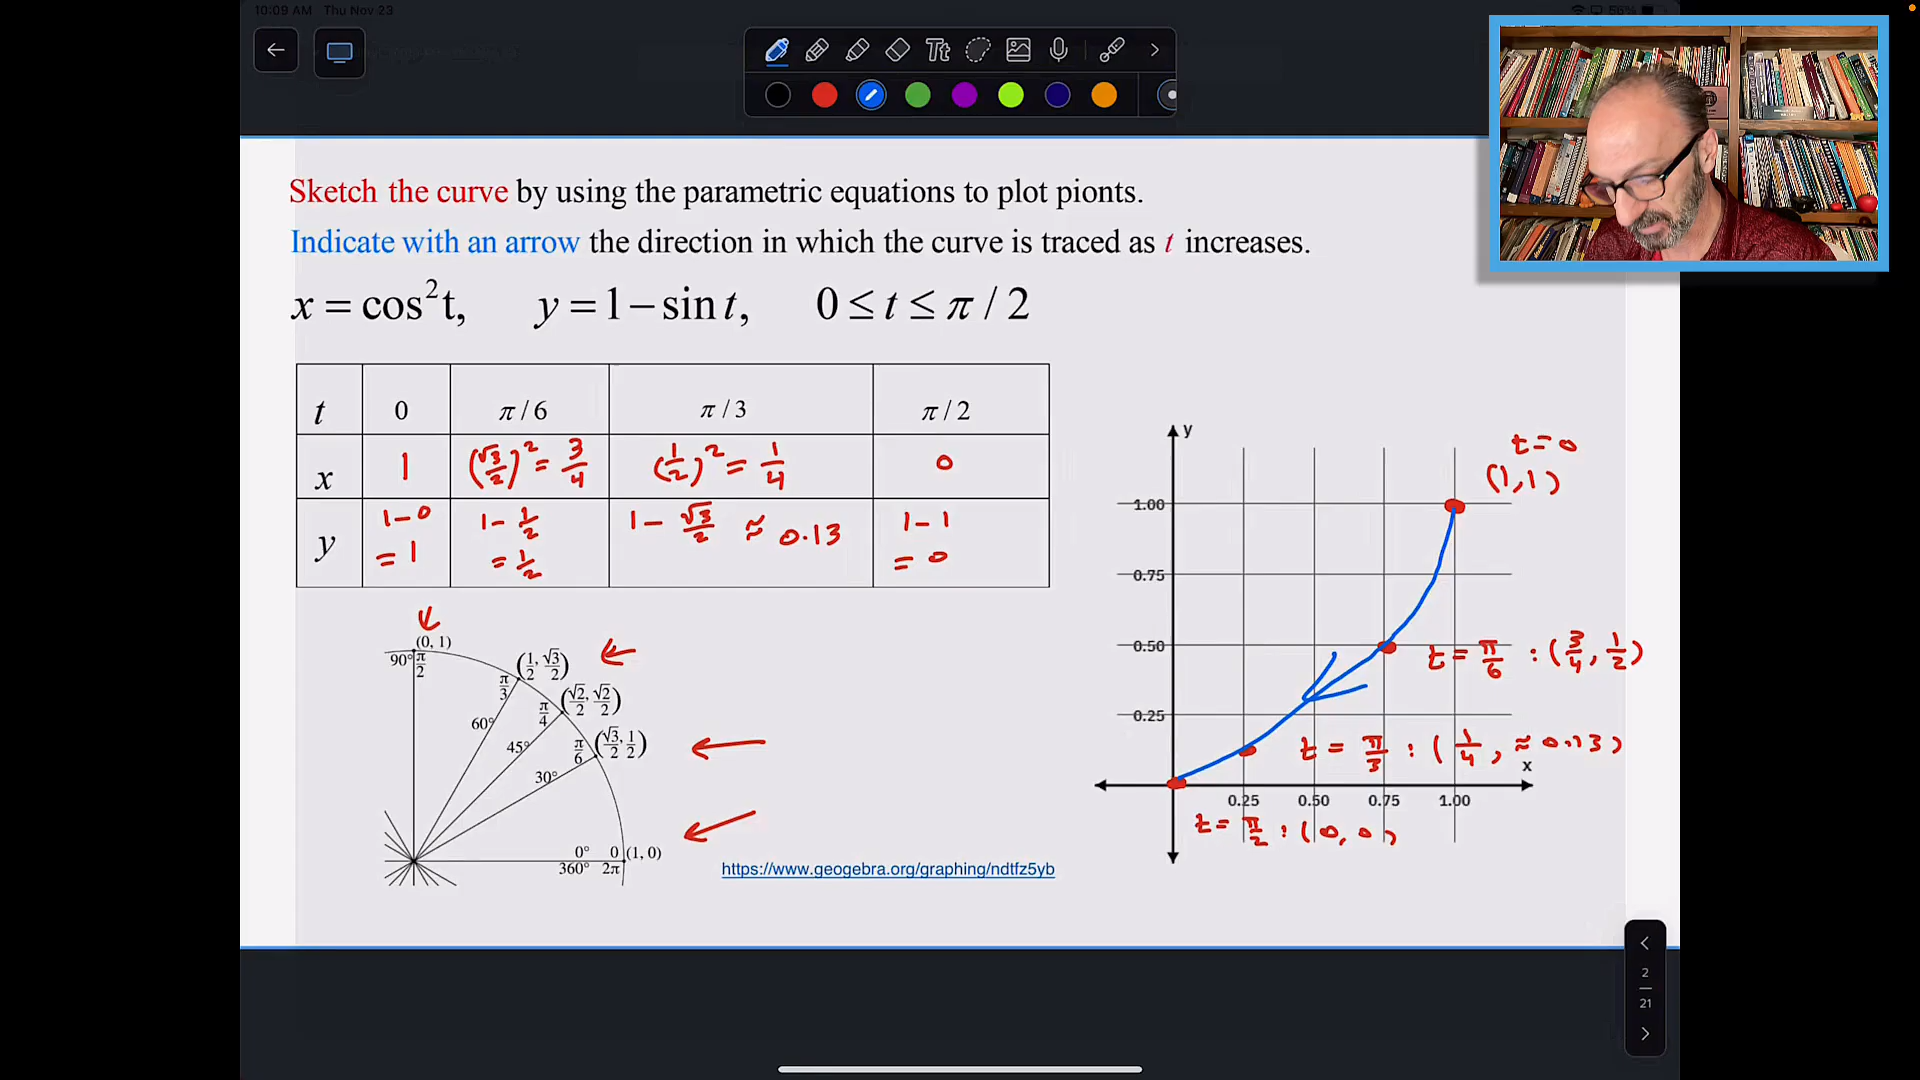 10:09 AM Thu Nov 23
56%
Tt
Sketch the curve by using the parametric equations to plot pionts.
Indicate with an arrow the direction in which the curve is traced as t increases.
x = cos²t, y = 1 − sin t, 0 ≤ t ≤ π / 2
t 0 π / 6 π / 3 π / 2
x 1 (√3/2)² = 3/4 (1/2)² = 1/4 0
y 1-0 = 1 1 - 1/2 = 1/2 1 - √3/2 ≈ 0.13 1-1 = 0
(0, 1)
90° π/2
(1/2, √3/2)
π/3
(√2/2, √2/2)
π/4
60°
45°
π/6 (√3/2, 1/2)
30°
0° 0 (1, 0)
360° 2π
https://www.geogebra.org/graphing/ndtfz5yb
y
t = 0
(1,1)
1.00
0.75
0.50
t = π/6 : (3/4, 1/2)
0.25
t = π/3 : (1/4, ≈ 0.13)
x
0.25 0.50 0.75 1.00
t = π/2 : (0, 0)
2
21